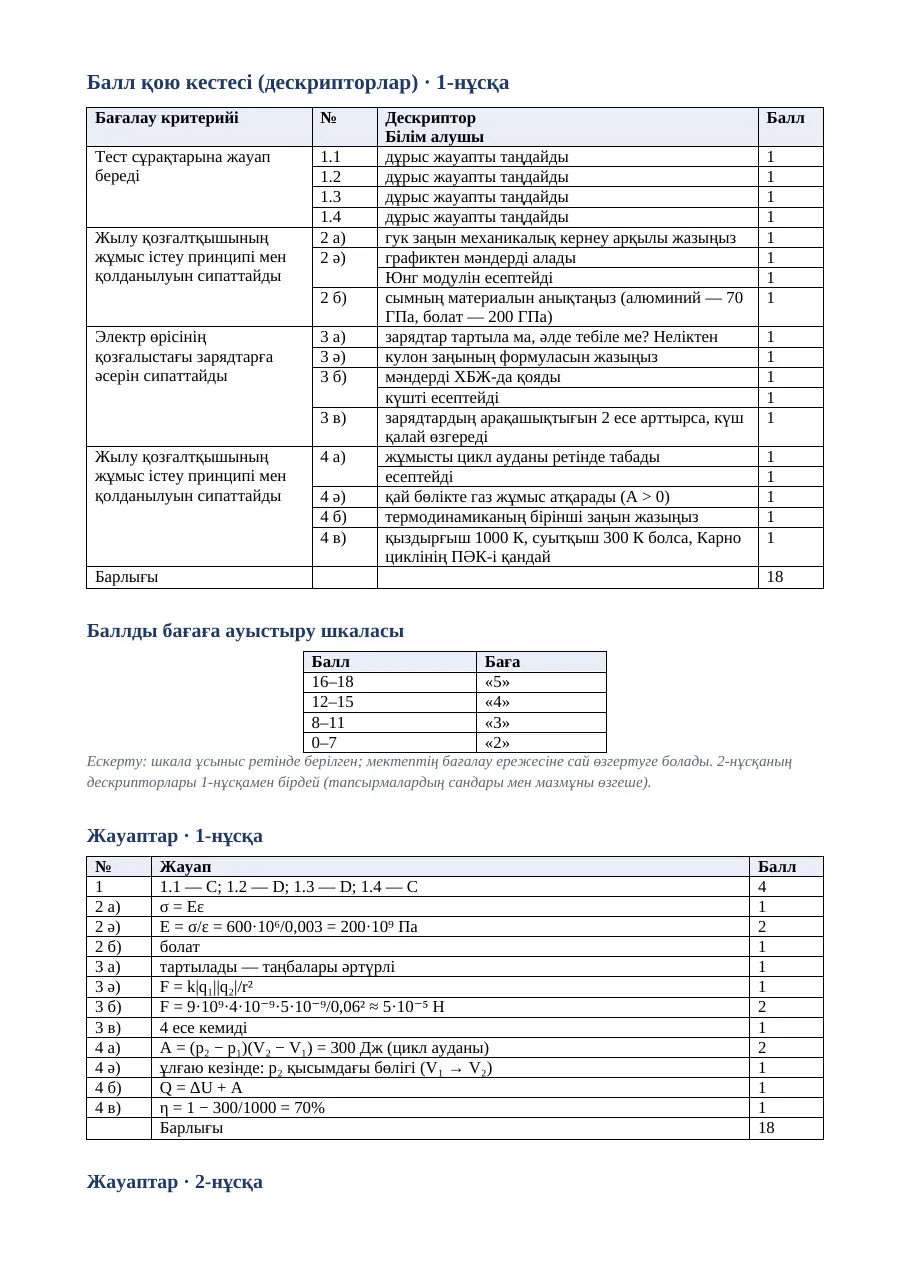 Балл қою кестесі (дескрипторлар) · 1-нұсқа
Бағалау критерийі № Дескриптор Балл
Білім алушы
Тест сұрақтарына жауап 1.1 дұрыс жауапты таңдайды 1
береді 1.2 дұрыс жауапты таңдайды 1
1.3 дұрыс жауапты таңдайды 1
1.4 дұрыс жауапты таңдайды 1
Жылу қозғалтқышының 2 а) гук заңын механикалық кернеу арқылы жазыңыз 1
жұмыс істеу принципі мен 2 ә) графиктен мәндерді алады 1
қолданылуын сипаттайды Юнг модулін есептейді 1
2 б) сымның материалын анықтаңыз (алюминий — 70 1
ГПа, болат — 200 ГПа)
Электр өрісінің 3 а) зарядтар тартыла ма, әлде тебіле ме? Неліктен 1
қозғалыстағы зарядтарға 3 ә) кулон заңының формуласын жазыңыз 1
әсерін сипаттайды 3 б) мәндерді ХБЖ-да қояды 1
күшті есептейді 1
3 в) зарядтардың арақашықтығын 2 есе арттырса, күш 1
қалай өзгереді
Жылу қозғалтқышының 4 а) жұмысты цикл ауданы ретінде табады 1
жұмыс істеу принципі мен есептейді 1
қолданылуын сипаттайды 4 ә) қай бөлікте газ жұмыс атқарады (A > 0) 1
4 б) термодинамиканың бірінші заңын жазыңыз 1
4 в) қыздырғыш 1000 К, суытқыш 300 К болса, Карно 1
циклінің ПӘК-і қандай
Барлығы 18
Баллды бағаға ауыстыру шкаласы
Балл Баға
16–18 «5»
12–15 «4»
8–11 «3»
0–7 «2»
Ескерту: шкала ұсыныс ретінде берілген; мектептің бағалау ережесіне сай өзгертуге болады. 2-нұсқаның
дескрипторлары 1-нұсқамен бірдей (тапсырмалардың сандары мен мазмұны өзгеше).
Жауаптар · 1-нұсқа
№ Жауап Балл
1 1.1 — C; 1.2 — D; 1.3 — D; 1.4 — C 4
2 а) σ = Eε 1
2 ә) E = σ/ε = 600·10⁶/0,003 = 200·10⁹ Па 2
2 б) болат 1
3 а) тартылады — таңбалары әртүрлі 1
3 ә) F = k|q₁||q₂|/r² 1
3 б) F = 9·10⁹·4·10⁻⁹·5·10⁻⁹/0,06² ≈ 5·10⁻⁵ Н 2
3 в) 4 есе кемиді 1
4 а) A = (p₂ − p₁)(V₂ − V₁) = 300 Дж (цикл ауданы) 2
4 ә) ұлғаю кезінде: p₂ қысымдағы бөлігі (V₁ → V₂) 1
4 б) Q = ΔU + A 1
4 в) η = 1 − 300/1000 = 70% 1
Барлығы 18
Жауаптар · 2-нұсқа